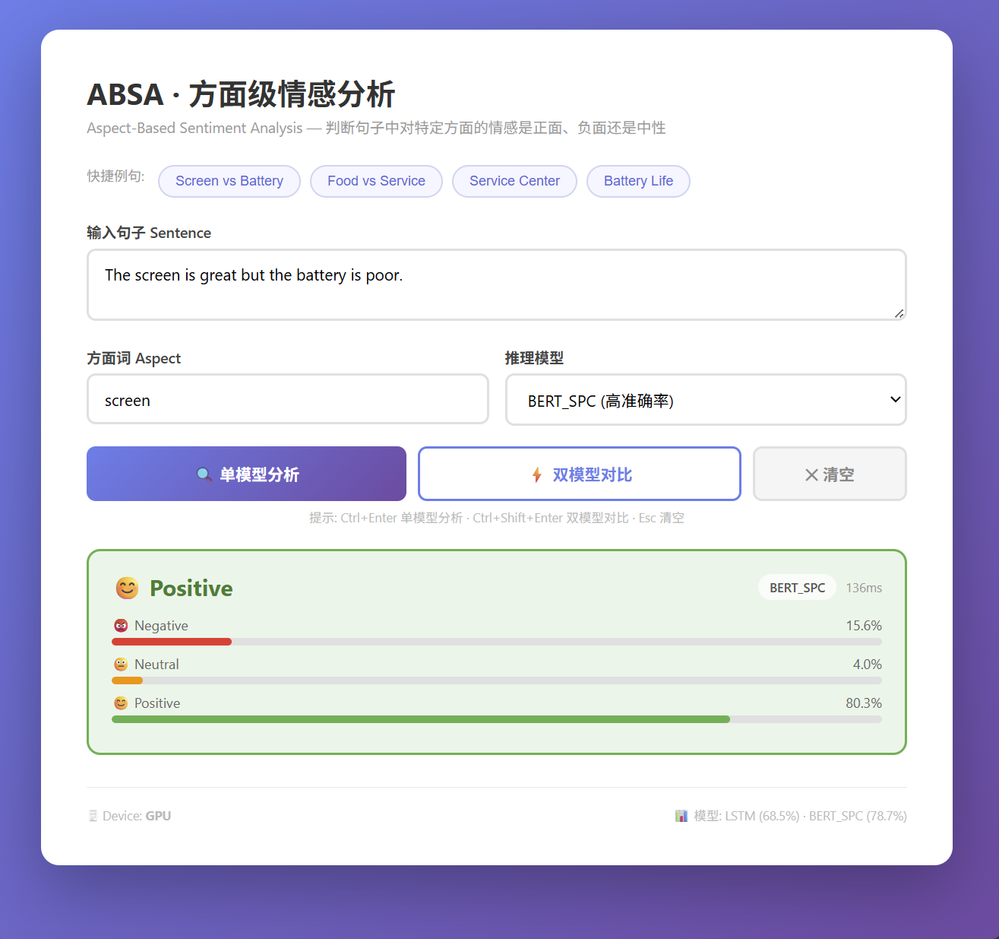 ABSA · 方面级情感分析
Aspect-Based Sentiment Analysis — 判断句子中对特定方面的情感是正面、负面还是中性
快捷例句: Screen vs Battery Food vs Service Service Center Battery Life
输入句子 Sentence
The screen is great but the battery is poor.
方面词 Aspect 推理模型
screen BERT_SPC (高准确率)
🔍 单模型分析 ⚡ 双模型对比 ✕ 清空
提示: Ctrl+Enter 单模型分析 · Ctrl+Shift+Enter 双模型对比 · Esc 清空
Positive BERT_SPC 136ms
Negative 15.6%
Neutral 4.0%
Positive 80.3%
Device: GPU 模型: LSTM (68.5%) · BERT_SPC (78.7%)